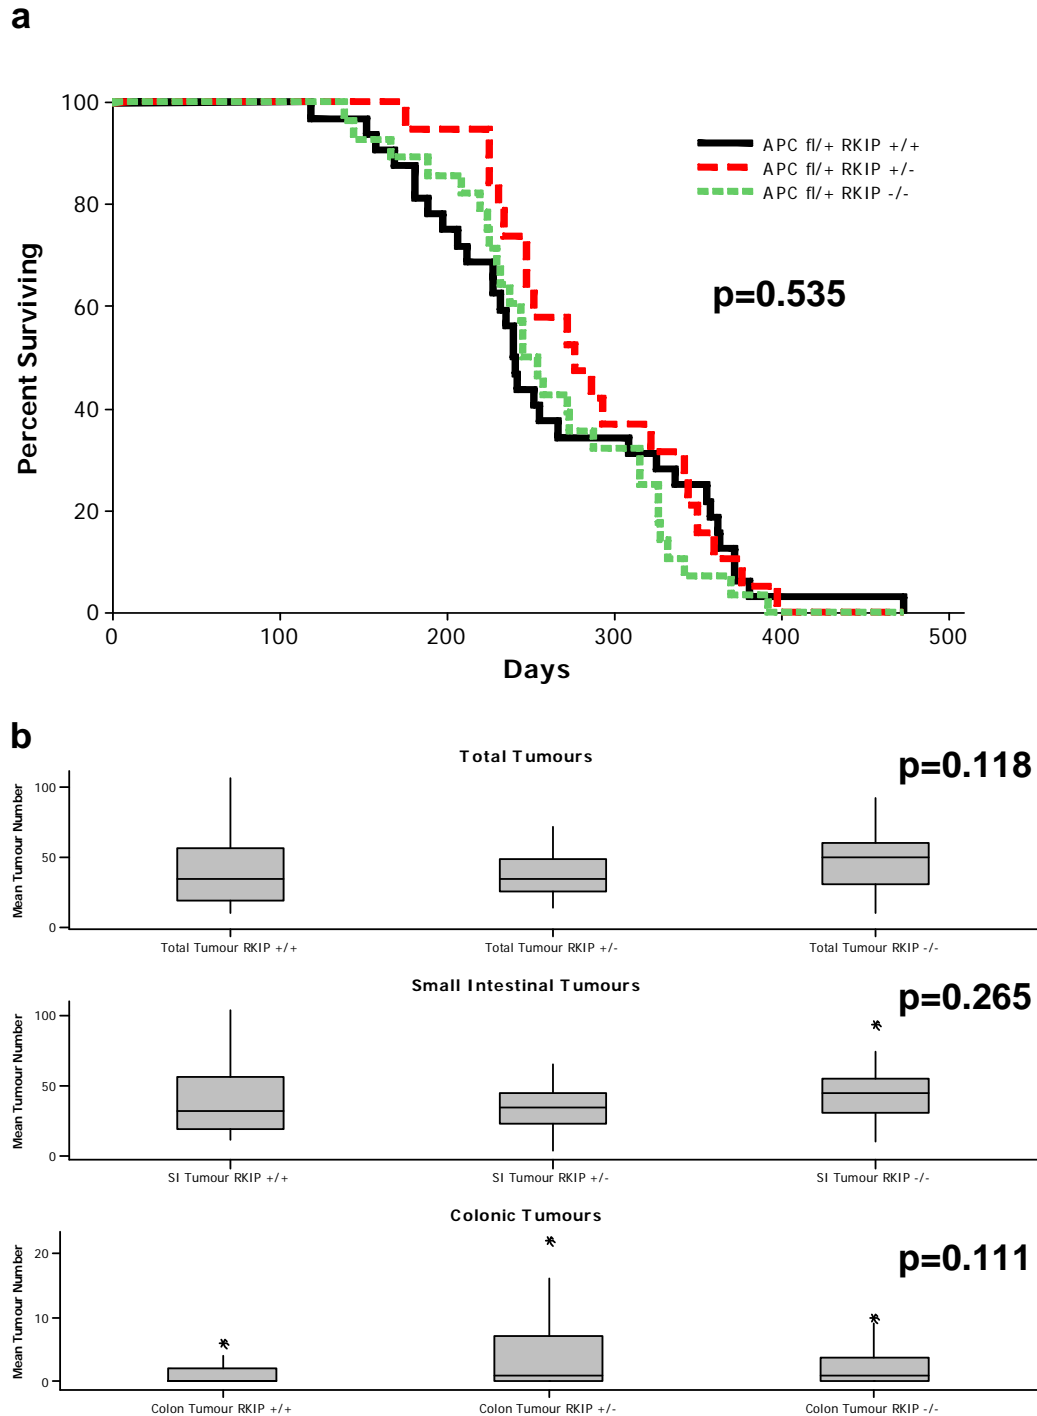 a
100
80
60
40
20
0
Percent Surviving
APC fl/+ RKIP +/+
APC fl/+ RKIP +/-
APC fl/+ RKIP -/-
p=0.535
0 100 200 300 400 500
Days
b
Total Tumours
p=0.118
Mean Tumour Number
100
50
0
Total Tumour RKIP +/+ Total Tumour RKIP +/- Total Tumour RKIP -/-
Small Intestinal Tumours
p=0.265
Mean Tumour Number
100
50
0
SI Tumour RKIP +/+ SI Tumour RKIP +/- SI Tumour RKIP -/-
Colonic Tumours
p=0.111
Mean Tumour Number
20
10
0
Colon Tumour RKIP +/+ Colon Tumour RKIP +/- Colon Tumour RKIP -/-